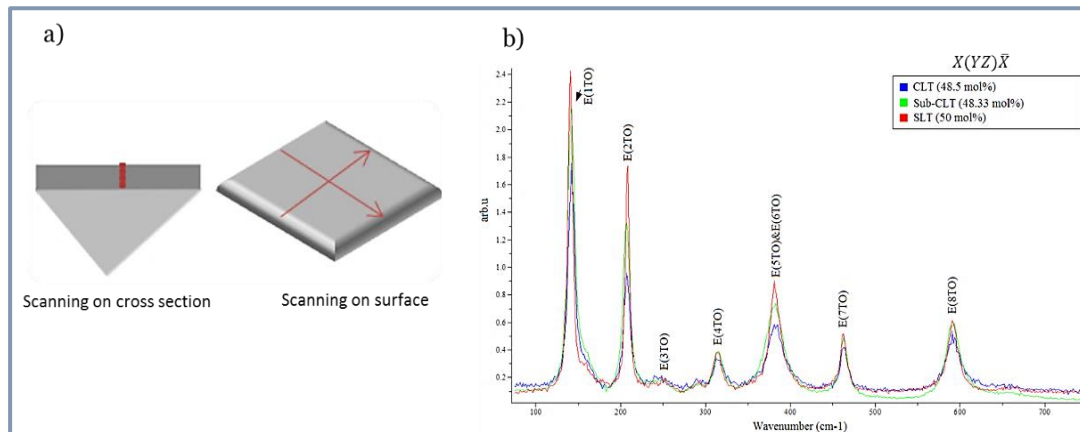 a)
Scanning on cross section
Scanning on surface
b)
X(YZ)X̄
CLT (48.5 mol%)
Sub-CLT (48.33 mol%)
SLT (50 mol%)
E(1TO)
E(2TO)
E(3TO)
E(4TO)
E(5TO)&E(6TO)
E(7TO)
E(8TO)
arb.u
2.4
2.2
2.0
1.8
1.6
1.4
1.2
1.0
0.8
0.6
0.4
0.2
0
100
200
300
400
500
600
700
Wavenumber (cm-1)